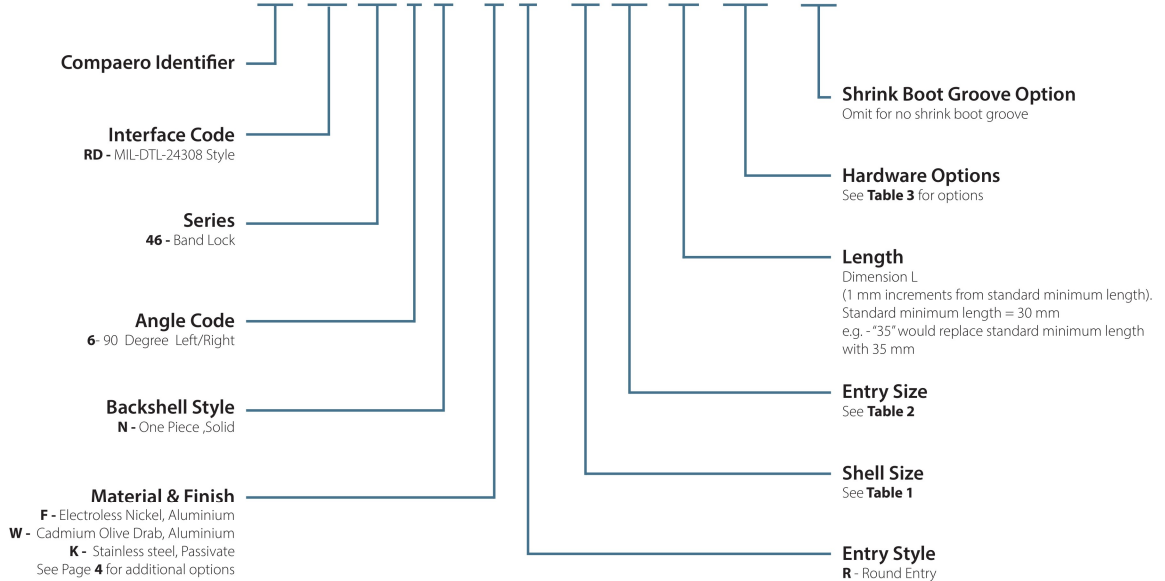 Compaero Identifier
Interface Code
RD - MIL-DTL-24308 Style
Series
46 - Band Lock
Angle Code
6- 90 Degree Left/Right
Backshell Style
N - One Piece ,Solid
Material & Finish
F - Electroless Nickel, Aluminium
W - Cadmium Olive Drab, Aluminium
K - Stainless steel, Passivate
See Page 4 for additional options
Shrink Boot Groove Option
Omit for no shrink boot groove
Hardware Options
See Table 3 for options
Length
Dimension L
(1 mm increments from standard minimum length).
Standard minimum length = 30 mm
e.g. - “35” would replace standard minimum length
with 35 mm
Entry Size
See Table 2
Shell Size
See Table 1
Entry Style
R - Round Entry